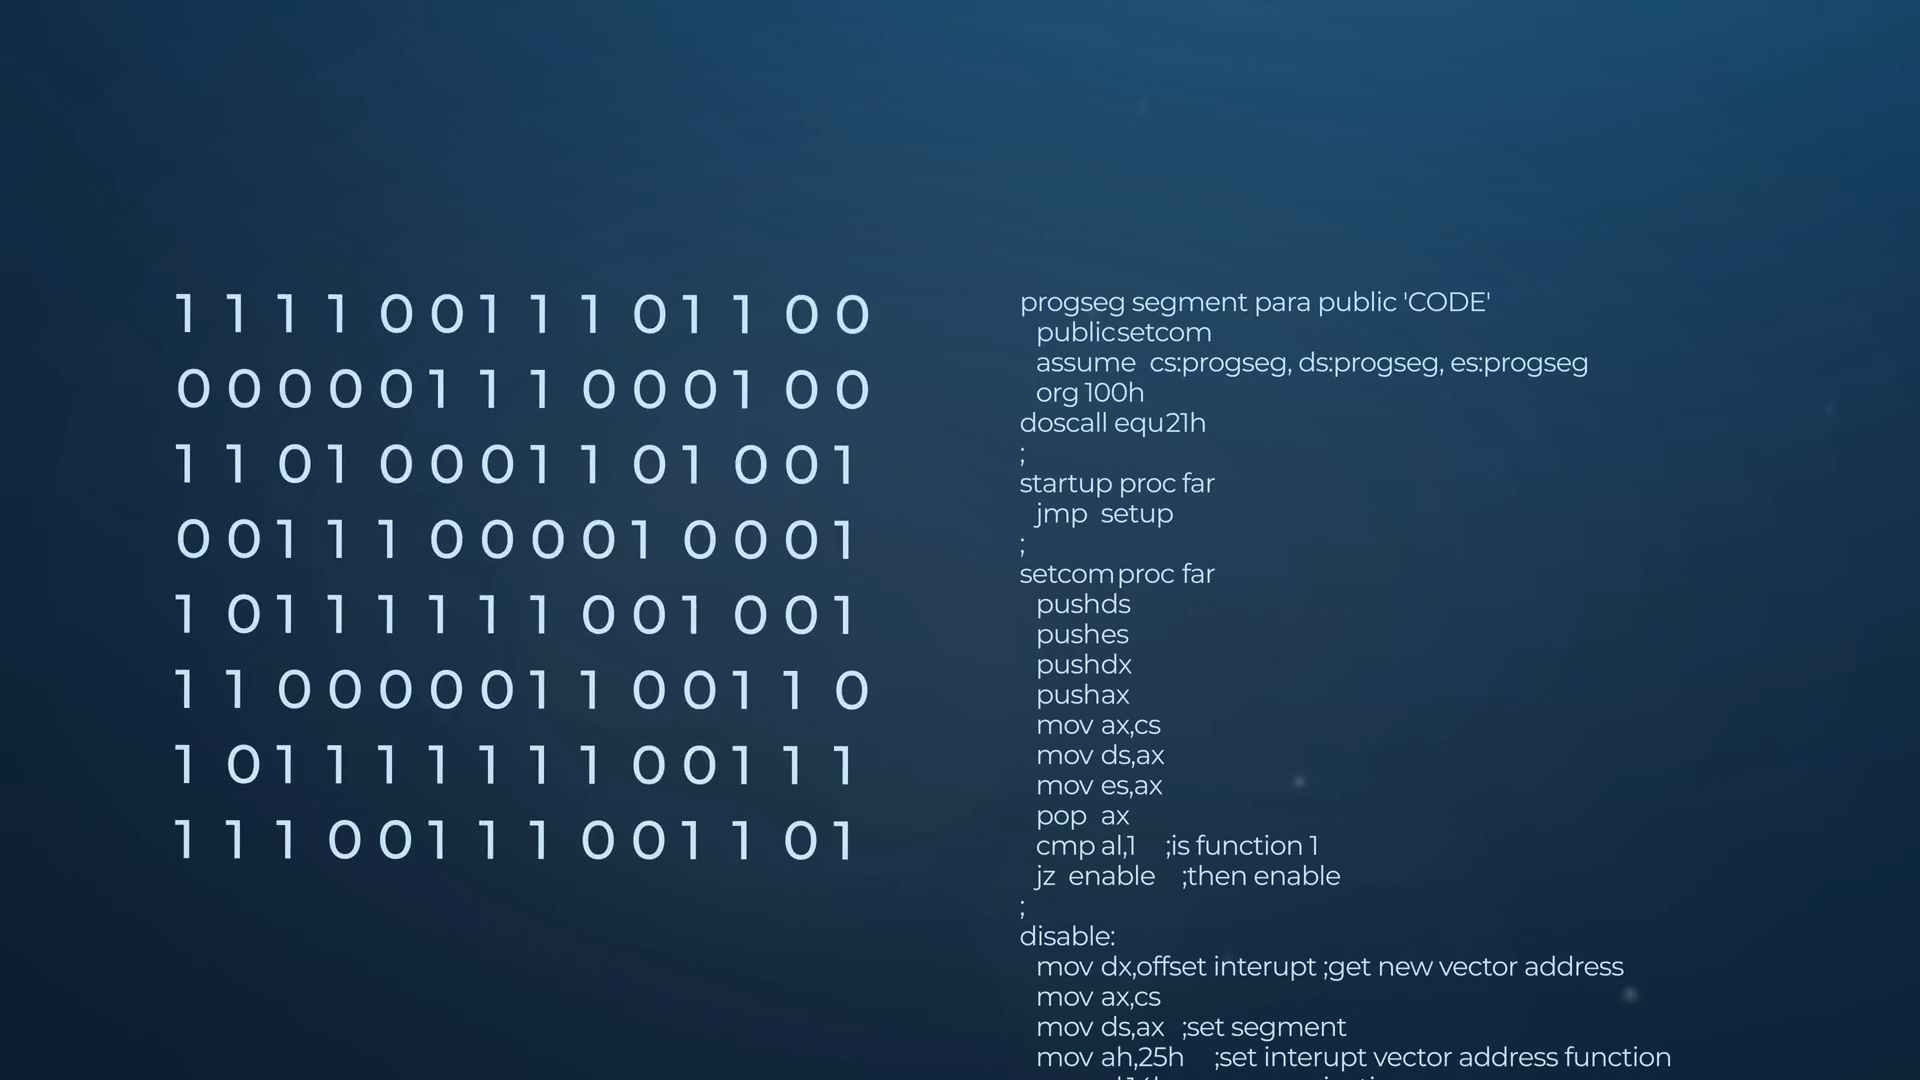 1 1 1 1 0 0 1 1 1 0 1 1 0 0
0 0 0 0 0 1 1 1 0 0 0 1 0 0
1 1 0 1 0 0 0 1 1 0 1 0 0 1
0 0 1 1 1 0 0 0 0 1 0 0 0 1
1 0 1 1 1 1 1 1 0 0 1 0 0 1
1 1 0 0 0 0 0 1 1 0 0 1 1 0
1 0 1 1 1 1 1 1 1 0 0 1 1 1
1 1 1 0 0 1 1 1 0 0 1 1 0 1
progseg segment para public 'CODE'
publicsetcom
assume cs:progseg, ds:progseg, es:progseg
org 100h
doscall equ21h
;
startup proc far
jmp setup
;
setcomproc far
pushds
pushes
pushdx
pushax
mov ax,cs
mov ds,ax
mov es,ax
pop ax
cmp al,1 ;is function 1
jz enable ;then enable
;
disable:
mov dx,offset interupt ;get new vector address
mov ax,cs
mov ds,ax ;set segment
mov ah,25h ;set interupt vector address function